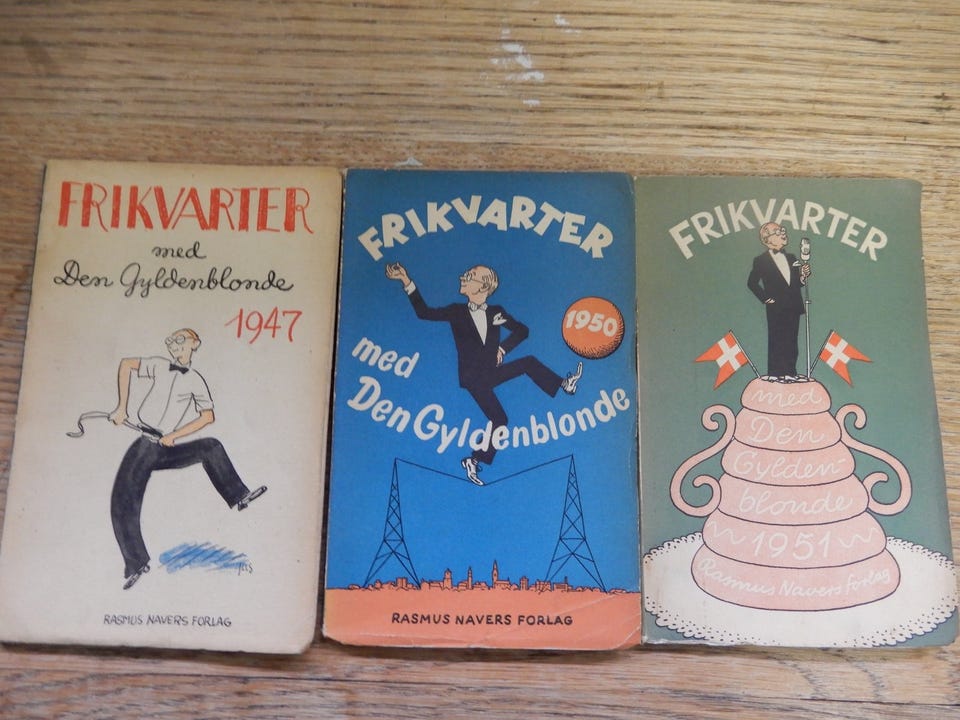 FRIKVARTER
med
Den Gyldenblonde
1947
RASMUS NAVERS FORLAG
FRIKVARTER
1950
med
Den Gyldenblonde
RASMUS NAVERS FORLAG
FRIKVARTER
med
Den
Gylden-
blonde
1951
Rasmus Navers Forlag